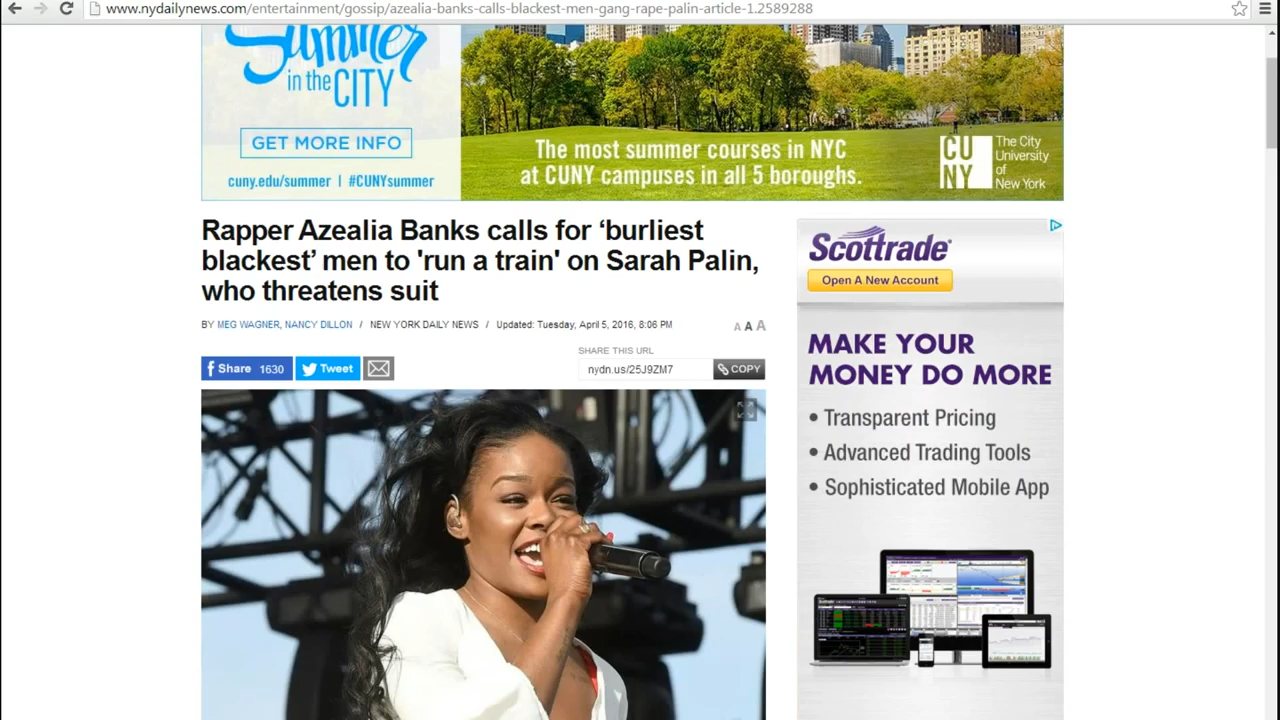 www.nydailynews.com/entertainment/gossip/azealia-banks-calls-blackest-men-gang-rape-palin-article-1.2589288
Summer
in the CITY
GET MORE INFO
cuny.edu/summer | #CUNYsummer
The most summer courses in NYC
at CUNY campuses in all 5 boroughs.
CU
NY
The City
University
of
New York
Rapper Azealia Banks calls for ‘burliest
blackest’ men to 'run a train' on Sarah Palin,
who threatens suit
BY MEG WAGNER, NANCY DILLON / NEW YORK DAILY NEWS / Updated: Tuesday, April 5, 2016, 8:06 PM
A A A
SHARE THIS URL
f Share 1630
Tweet
nydn.us/25J9ZM7
COPY
Scottrade®
Open A New Account
MAKE YOUR
MONEY DO MORE
• Transparent Pricing
• Advanced Trading Tools
• Sophisticated Mobile App